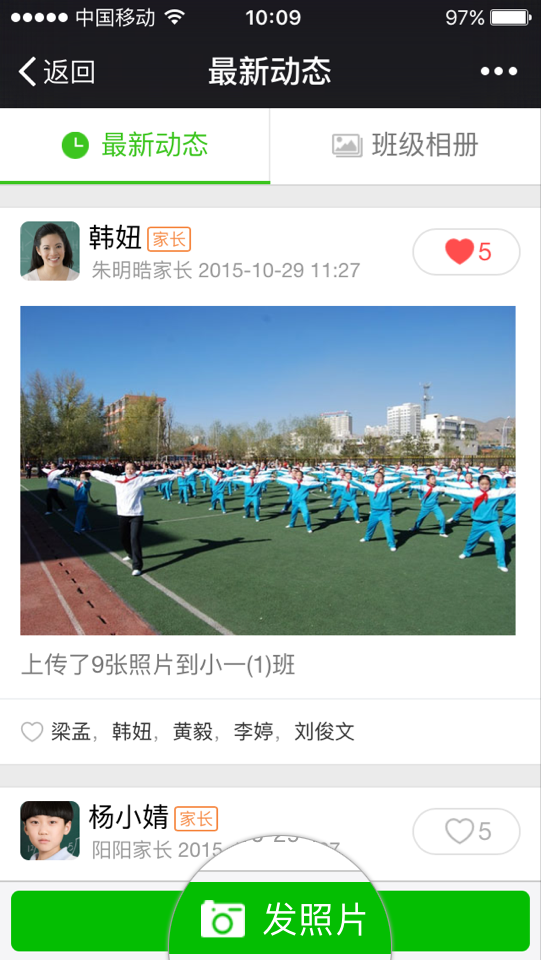 中国移动 10:09 97%
返回 最新动态
最新动态 班级相册
韩妞 家长 5
朱明晧家长 2015-10-29 11:27
上传了9张照片到小一(1)班
梁孟，韩妞，黄毅，李婷，刘俊文
杨小婧 家长 5
阳阳家长 2015
发照片